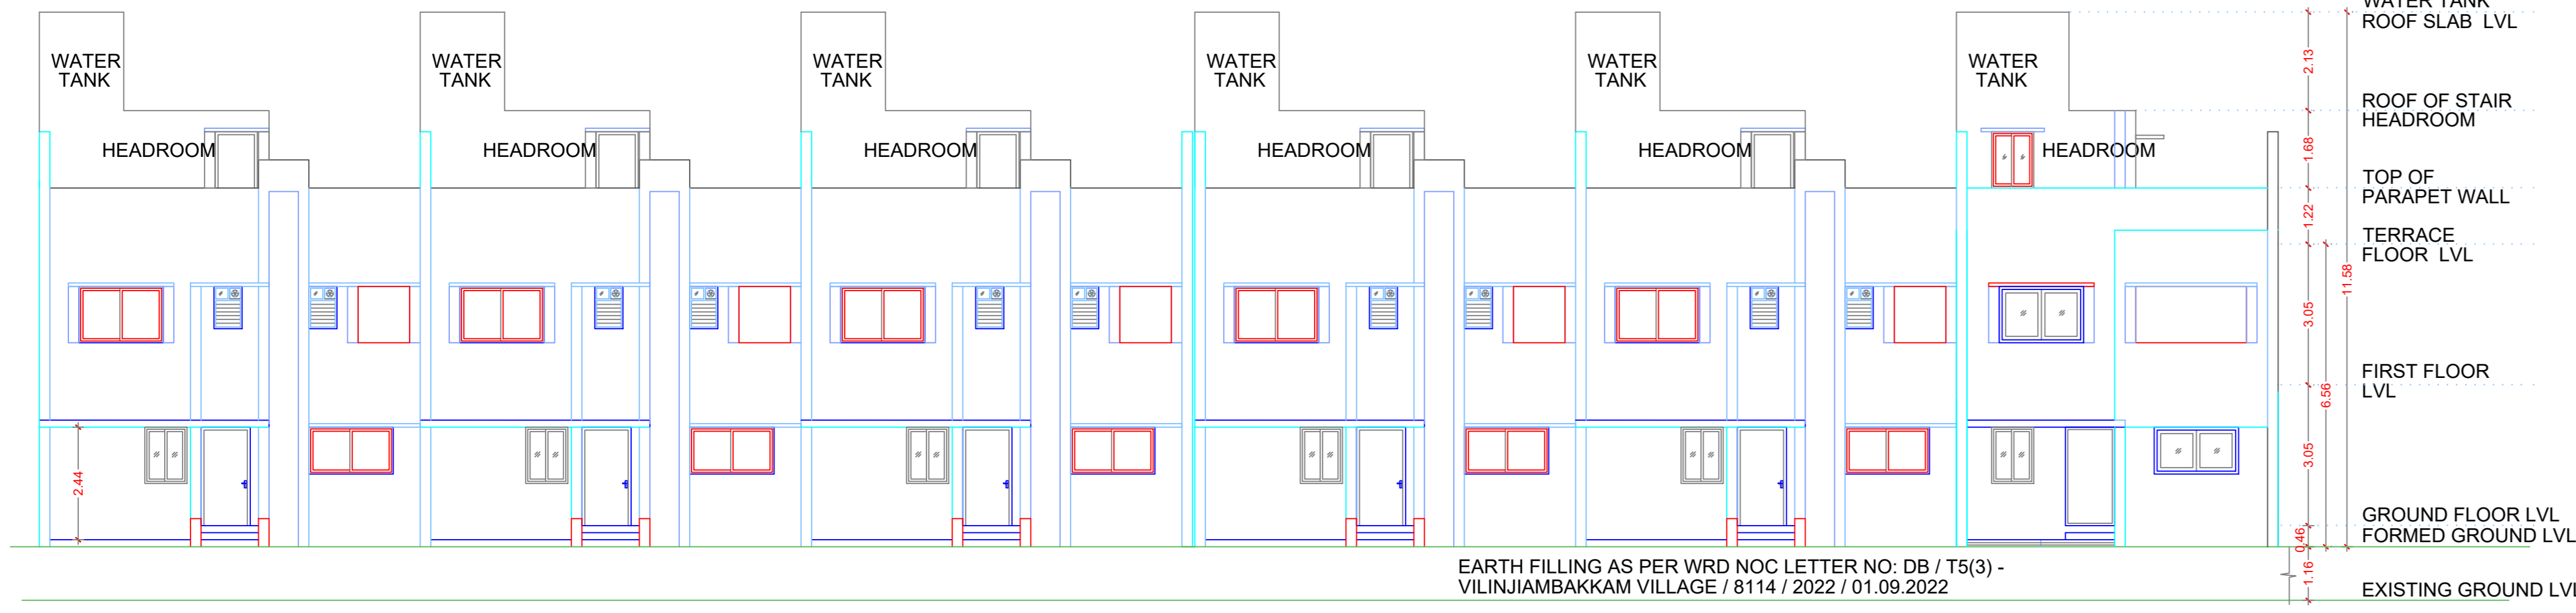 WATER TANK
ROOF SLAB LVL
WATER
TANK
WATER
TANK
WATER
TANK
WATER
TANK
WATER
TANK
WATER
TANK
2.13
ROOF OF STAIR
HEADROOM
HEADROOM
HEADROOM
HEADROOM
HEADROOM
HEADROOM
HEADROOM
1.68
TOP OF
PARAPET WALL
1.22
TERRACE
FLOOR LVL
11.58
3.05
FIRST FLOOR
LVL
6.56
2.44
3.05
GROUND FLOOR LVL
FORMED GROUND LVL
0.46
EARTH FILLING AS PER WRD NOC LETTER NO: DB / T5(3) -
VILINJIAMBAKKAM VILLAGE / 8114 / 2022 / 01.09.2022
1.16
EXISTING GROUND LVL